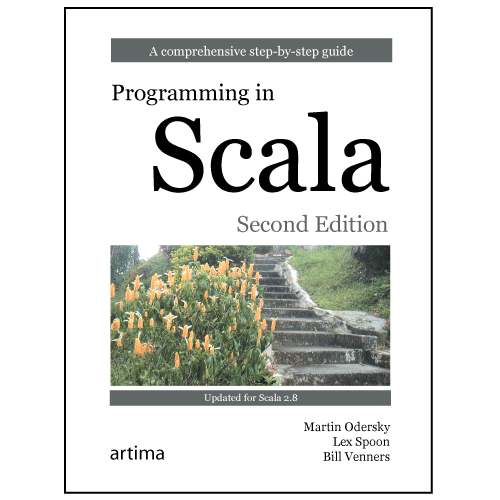 A comprehensive step-by-step guide
Programming in
Scala
Second Edition
Updated for Scala 2.8
Martin Odersky
Lex Spoon
Bill Venners
artima